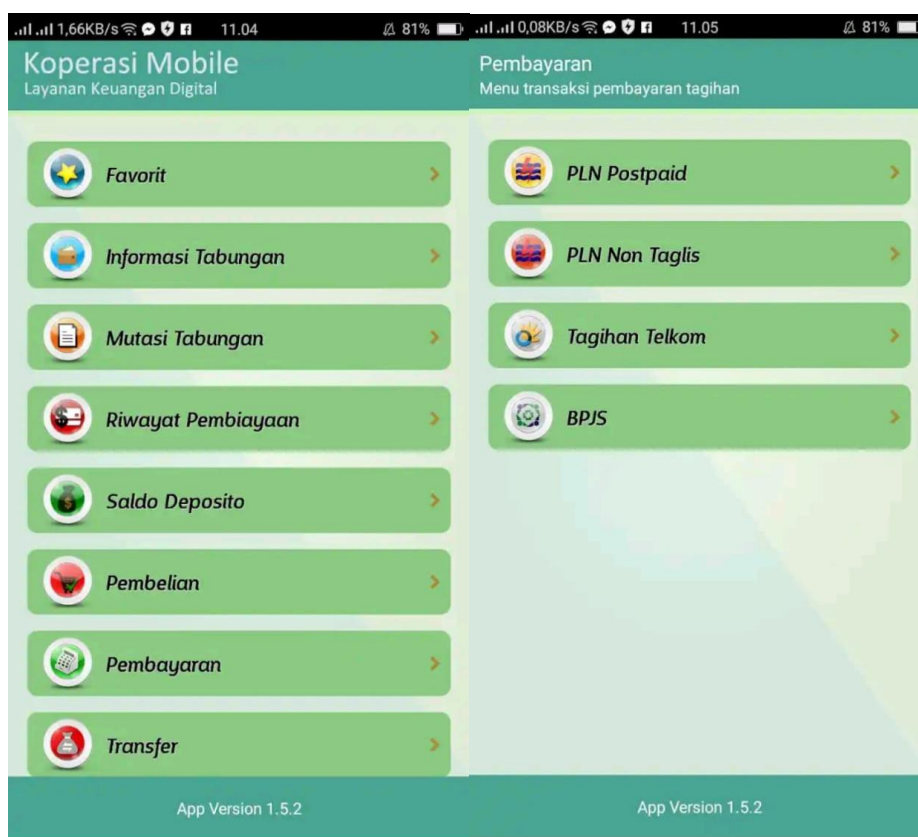 1,66KB/s 11.04 81%
Koperasi Mobile
Layanan Keuangan Digital
Favorit
Informasi Tabungan
Mutasi Tabungan
Riwayat Pembiayaan
Saldo Deposito
Pembelian
Pembayaran
Transfer
App Version 1.5.2
0,08KB/s 11.05 81%
Pembayaran
Menu transaksi pembayaran tagihan
PLN Postpaid
PLN Non Taglis
Tagihan Telkom
BPJS
App Version 1.5.2